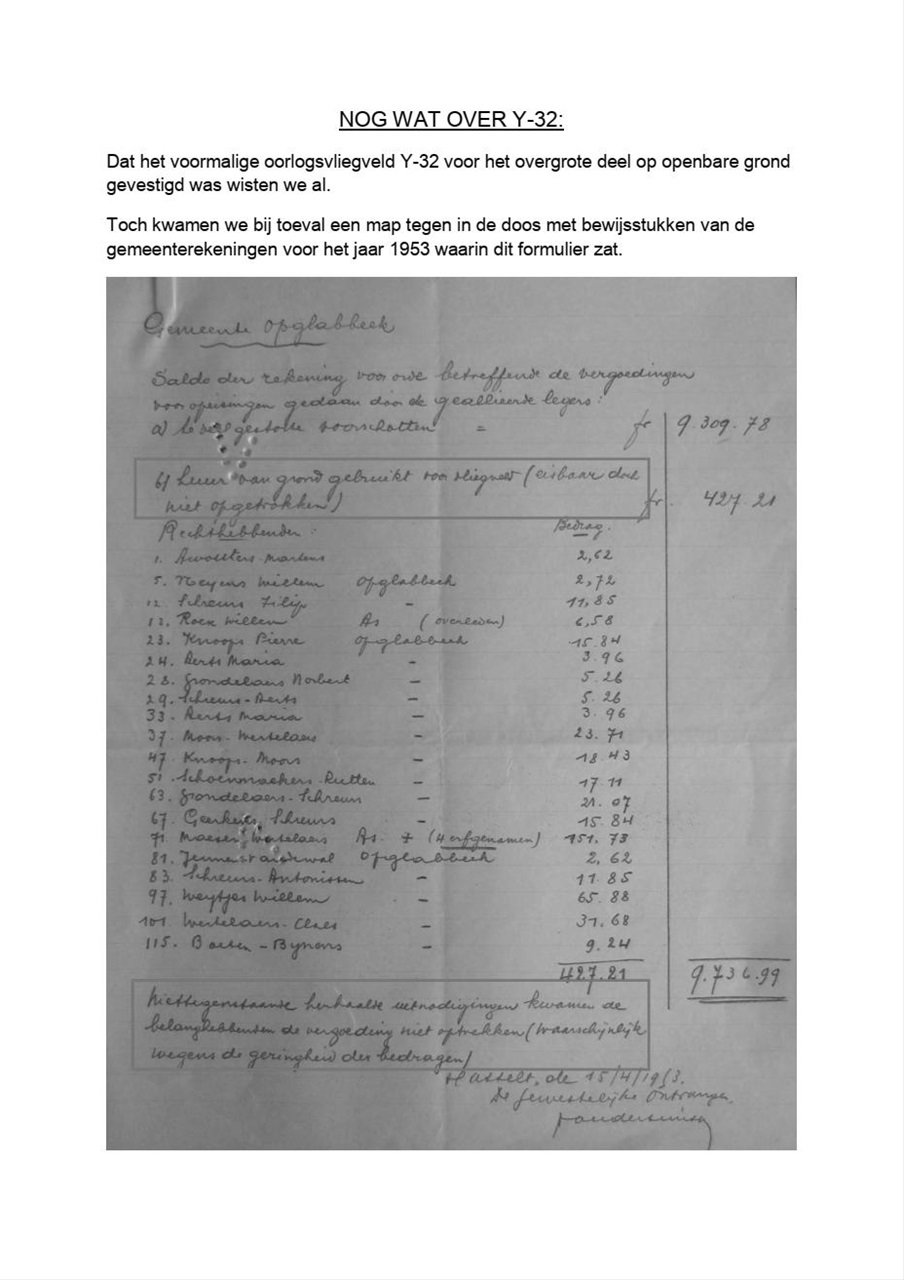 NOG WAT OVER Y-32:
Dat het voormalige oorlogsvliegveld Y-32 voor het overgrote deel op openbare grond
gevestigd was wisten we al.
Toch kwamen we bij toeval een map tegen in de doos met bewijsstukken van de
gemeenterekeningen voor het jaar 1953 waarin dit formulier zat.
Gemeente Opglabbeek
Saldo der rekening voor orde betreffende de vergoedingen
voor opeisingen gedaan door de geallieerde legers:
a) voorschotten = fr 9.309.78
b) Huur van grond gebruikt voor vliegveld (eisbaar doch
niet opgetrokken) fr. 427.21
Rechthebbenden: Bedrag.
1. Martens 2,62
5. Neyens Willem Opglabbeek 2,72
12. Schreurs Filip - 11,85
13. Roex Willem As (overleden) 6,58
23. Knoops Pierre Opglabbeek 15.84
24. Aerts Maria - 3.96
28. Grondelaers Norbert - 5.26
29. Schreurs-Aerts - 5.26
33. Aerts Maria - 3.96
37. Moors-Wertelaers - 23.71
47. Knoops-Moors - 18.43
51. Schoenmaekers-Rutten - 17.11
63. Grondelaers-Schreurs - 21.07
67. Schreurs - 15.84
71. Maesen As + (4 erfgenamen) 151.73
81. Opglabbeek 2,62
83. Schreurs-Antonissen - 11.85
97. Weytjes Willem - 65.88
101. Wertelaers-Claes - 31.68
115. - 9.24
427.21 9.736.99
Niettegenstaande herhaalde uitnodigingen kwamen de
belanghebbenden de vergoeding niet optrekken (waarschijnlijk
wegens de geringheid der bedragen)
Hasselt, de 15/4/1953.
De Gewestelijke Ontvanger,